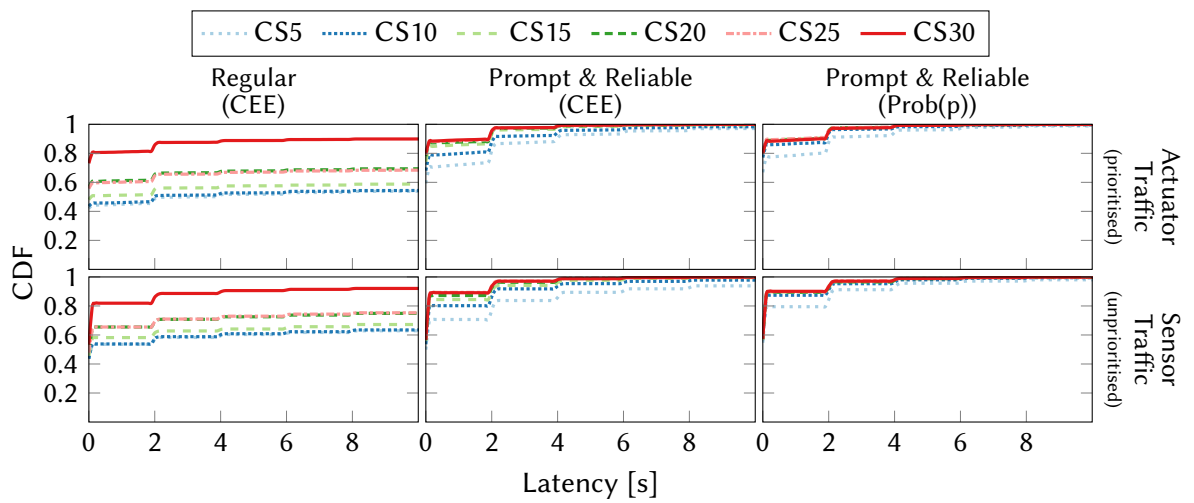 CS5 CS10 CS15 CS20 CS25 CS30
Regular
(CEE)
Prompt & Reliable
(CEE)
Prompt & Reliable
(Prob(p))
CDF
1
0.8
0.6
0.4
0.2
Actuator
Traffic
(prioritised)
1
0.8
0.6
0.4
0.2
Sensor
Traffic
(unprioritised)
0 2 4 6 8 0 2 4 6 8 0 2 4 6 8
Latency [s]